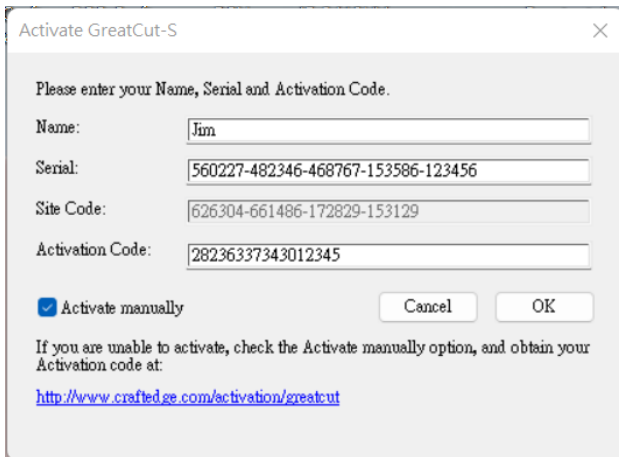 Activate GreatCut-S
Please enter your Name, Serial and Activation Code.
Name: Jim
Serial: 560227-482346-468767-153586-123456
Site Code: 626304-661486-172829-153129
Activation Code: 28236337343012345
Activate manually Cancel OK
If you are unable to activate, check the Activate manually option, and obtain your
Activation code at:
http://www.craftedge.com/activation/greatcut